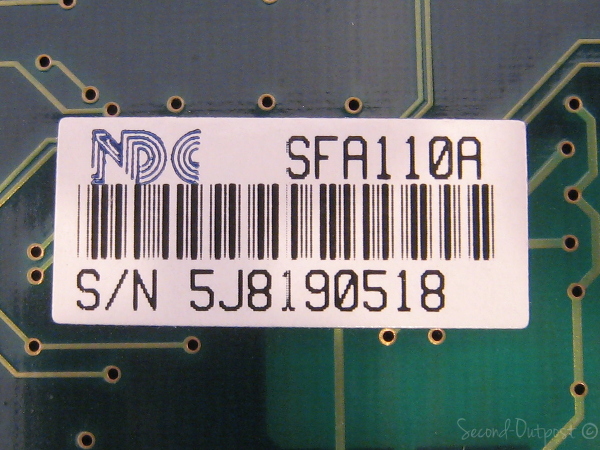 NDC SFA110A
S/N 5J8190518
Second-Outpost ©